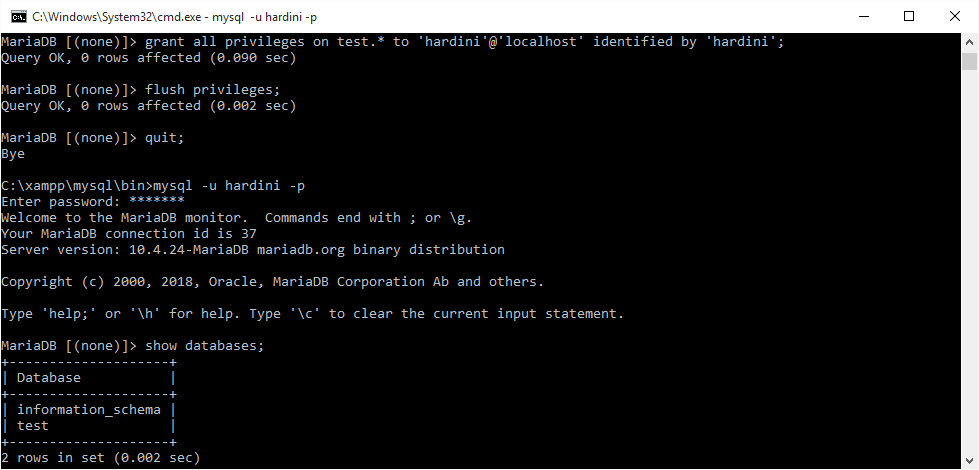 C:\Windows\System32\cmd.exe - mysql  -u hardini -p
MariaDB [(none)]> grant all privileges on test.* to 'hardini'@'localhost' identified by 'hardini';
Query OK, 0 rows affected (0.090 sec)
MariaDB [(none)]> flush privileges;
Query OK, 0 rows affected (0.002 sec)
MariaDB [(none)]> quit;
Bye
C:\xampp\mysql\bin>mysql -u hardini -p
Enter password: *******
Welcome to the MariaDB monitor.  Commands end with ; or \g.
Your MariaDB connection id is 37
Server version: 10.4.24-MariaDB mariadb.org binary distribution
Copyright (c) 2000, 2018, Oracle, MariaDB Corporation Ab and others.
Type 'help;' or '\h' for help. Type '\c' to clear the current input statement.
MariaDB [(none)]> show databases;
+--------------------+
| Database           |
+--------------------+
| information_schema |
| test               |
+--------------------+
2 rows in set (0.002 sec)